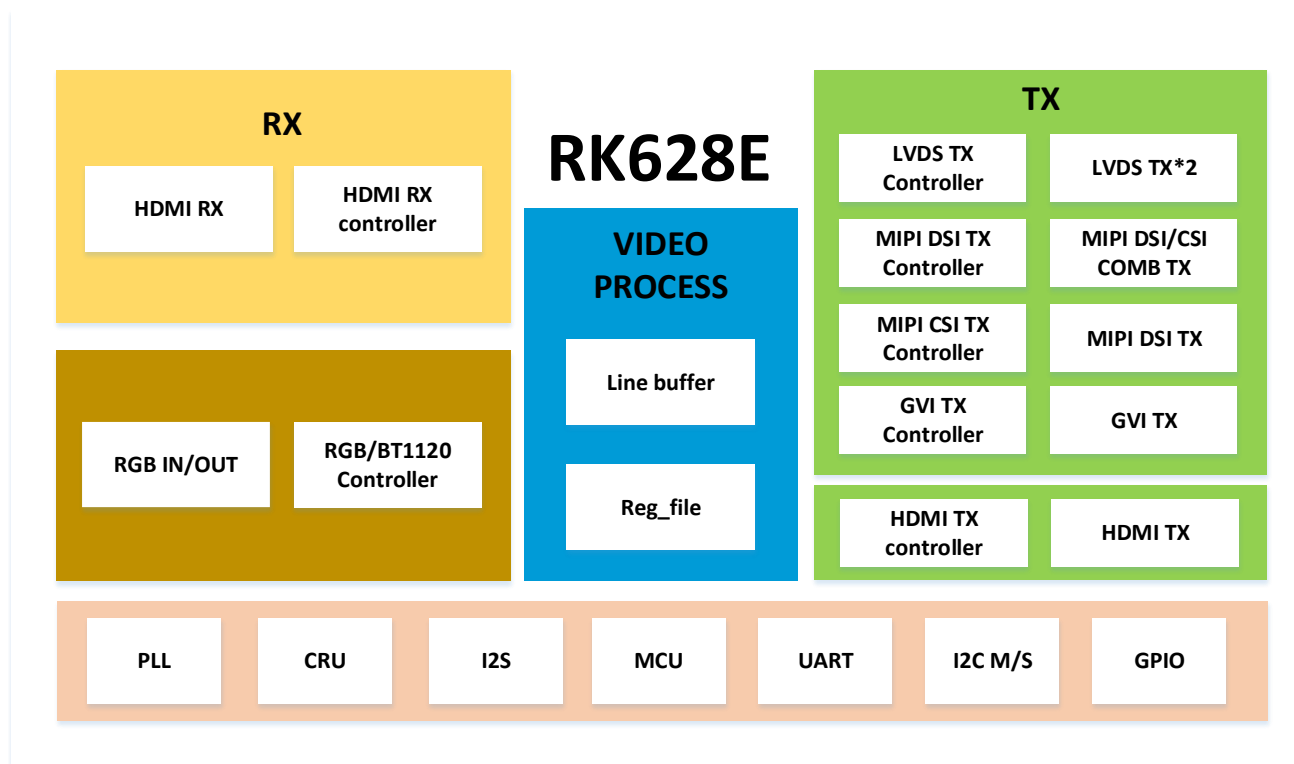 RX
HDMI RX
HDMI RX
controller
RGB IN/OUT
RGB/BT1120
Controller
RK628E
VIDEO
PROCESS
Line buffer
Reg_file
TX
LVDS TX
Controller
LVDS TX*2
MIPI DSI TX
Controller
MIPI DSI/CSI
COMB TX
MIPI CSI TX
Controller
MIPI DSI TX
GVI TX
Controller
GVI TX
HDMI TX
controller
HDMI TX
PLL
CRU
I2S
MCU
UART
I2C M/S
GPIO